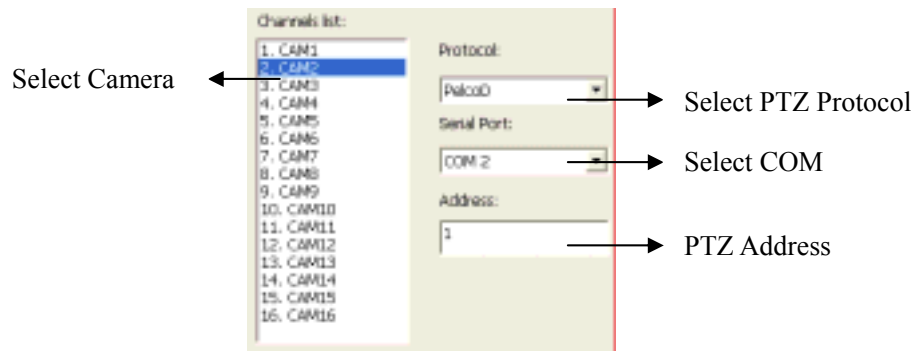 Channels list:
1. CAM1
2. CAM2
3. CAM3
4. CAM4
5. CAM5
6. CAM6
7. CAM7
8. CAM8
9. CAM9
10. CAM10
11. CAM11
12. CAM12
13. CAM13
14. CAM14
15. CAM15
16. CAM16
Select Camera
Protocol:
PelcoD
Select PTZ Protocol
Serial Port:
COM 2
Select COM
Address:
1
PTZ Address